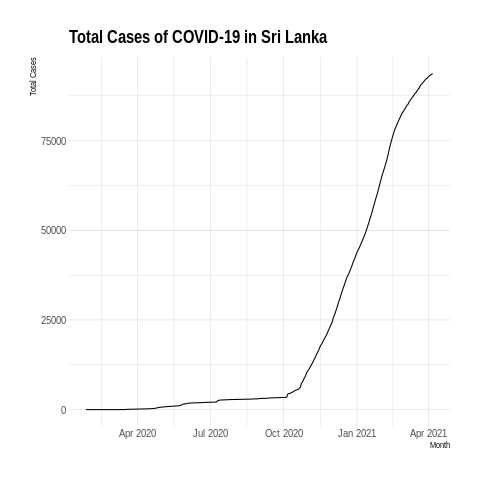 Total Cases of COVID-19 in Sri Lanka
Total Cases
75000
50000
25000
0
Apr 2020 Jul 2020 Oct 2020 Jan 2021 Apr 2021
Month